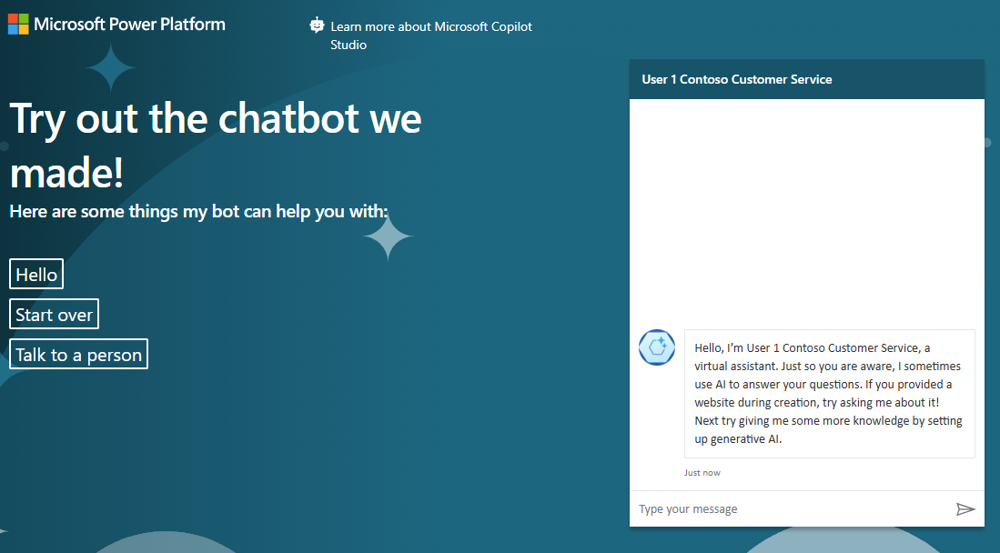 Microsoft Power Platform
Learn more about Microsoft Copilot
Studio
Try out the chatbot we
made!
Here are some things my bot can help you with:
Hello
Start over
Talk to a person
User 1 Contoso Customer Service
Hello, I'm User 1 Contoso Customer Service, a
virtual assistant. Just so you are aware, I sometimes
use AI to answer your questions. If you provided a
website during creation, try asking me about it!
Next try giving me some more knowledge by setting
up generative AI.
Just now
Type your message